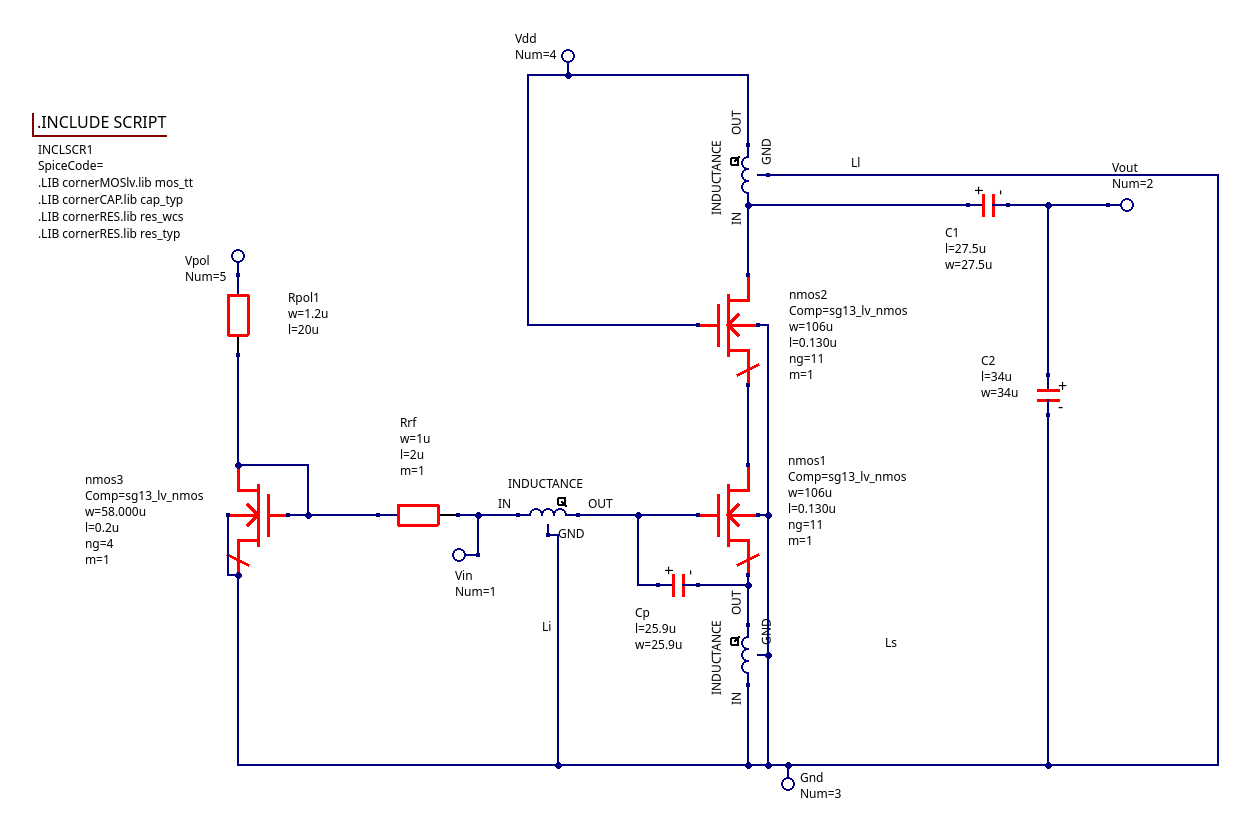 Vdd
Num=4
.INCLUDE SCRIPT
INCLSCR1
SpiceCode=
.LIB cornerMOSlv.lib mos_tt
.LIB cornerCAP.lib cap_typ
.LIB cornerRES.lib res_wcs
.LIB cornerRES.lib res_typ
OUT
GND
INDUCTANCE
IN
Ll
Vout
Num=2
+ -
C1
l=27.5u
w=27.5u
Vpol
Num=5
Rpol1
w=1.2u
l=20u
nmos2
Comp=sg13_lv_nmos
w=106u
l=0.130u
ng=11
m=1
C2
l=34u
w=34u
+
-
Rrf
w=1u
l=2u
m=1
nmos3
Comp=sg13_lv_nmos
w=58.000u
l=0.2u
ng=4
m=1
INDUCTANCE
IN
OUT
GND
nmos1
Comp=sg13_lv_nmos
w=106u
l=0.130u
ng=11
m=1
Vin
Num=1
+ -
Cp
l=25.9u
w=25.9u
Li
OUT
GND
INDUCTANCE
IN
Ls
Gnd
Num=3